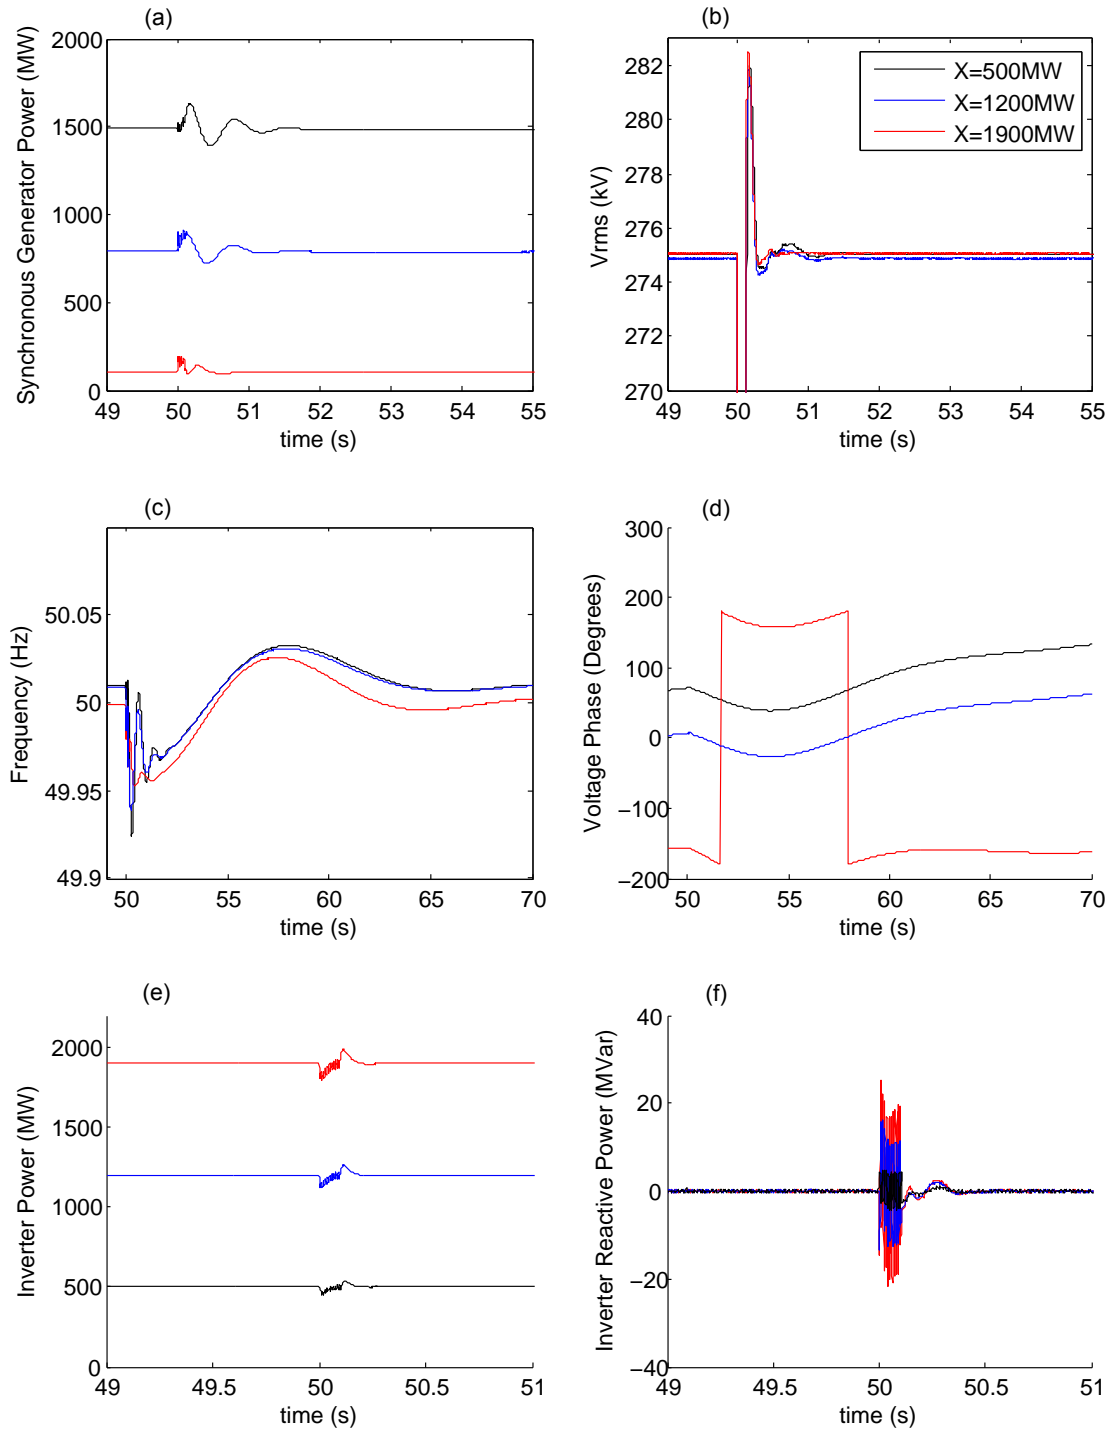 (a)
Synchronous Generator Power (MW)
2000
1500
1000
500
0
49 50 51 52 53 54 55
time (s)
(b)
Vrms (kV)
282
280
278
276
274
272
270
49 50 51 52 53 54 55
time (s)
X=500MW
X=1200MW
X=1900MW
(c)
Frequency (Hz)
50.05
50
49.95
49.9
50 55 60 65 70
time (s)
(d)
Voltage Phase (Degrees)
300
200
100
0
−100
−200
50 55 60 65 70
time (s)
(e)
Inverter Power (MW)
2000
1500
1000
500
0
49 49.5 50 50.5 51
time (s)
(f)
Inverter Reactive Power (MVar)
40
20
0
−20
−40
49 49.5 50 50.5 51
time (s)